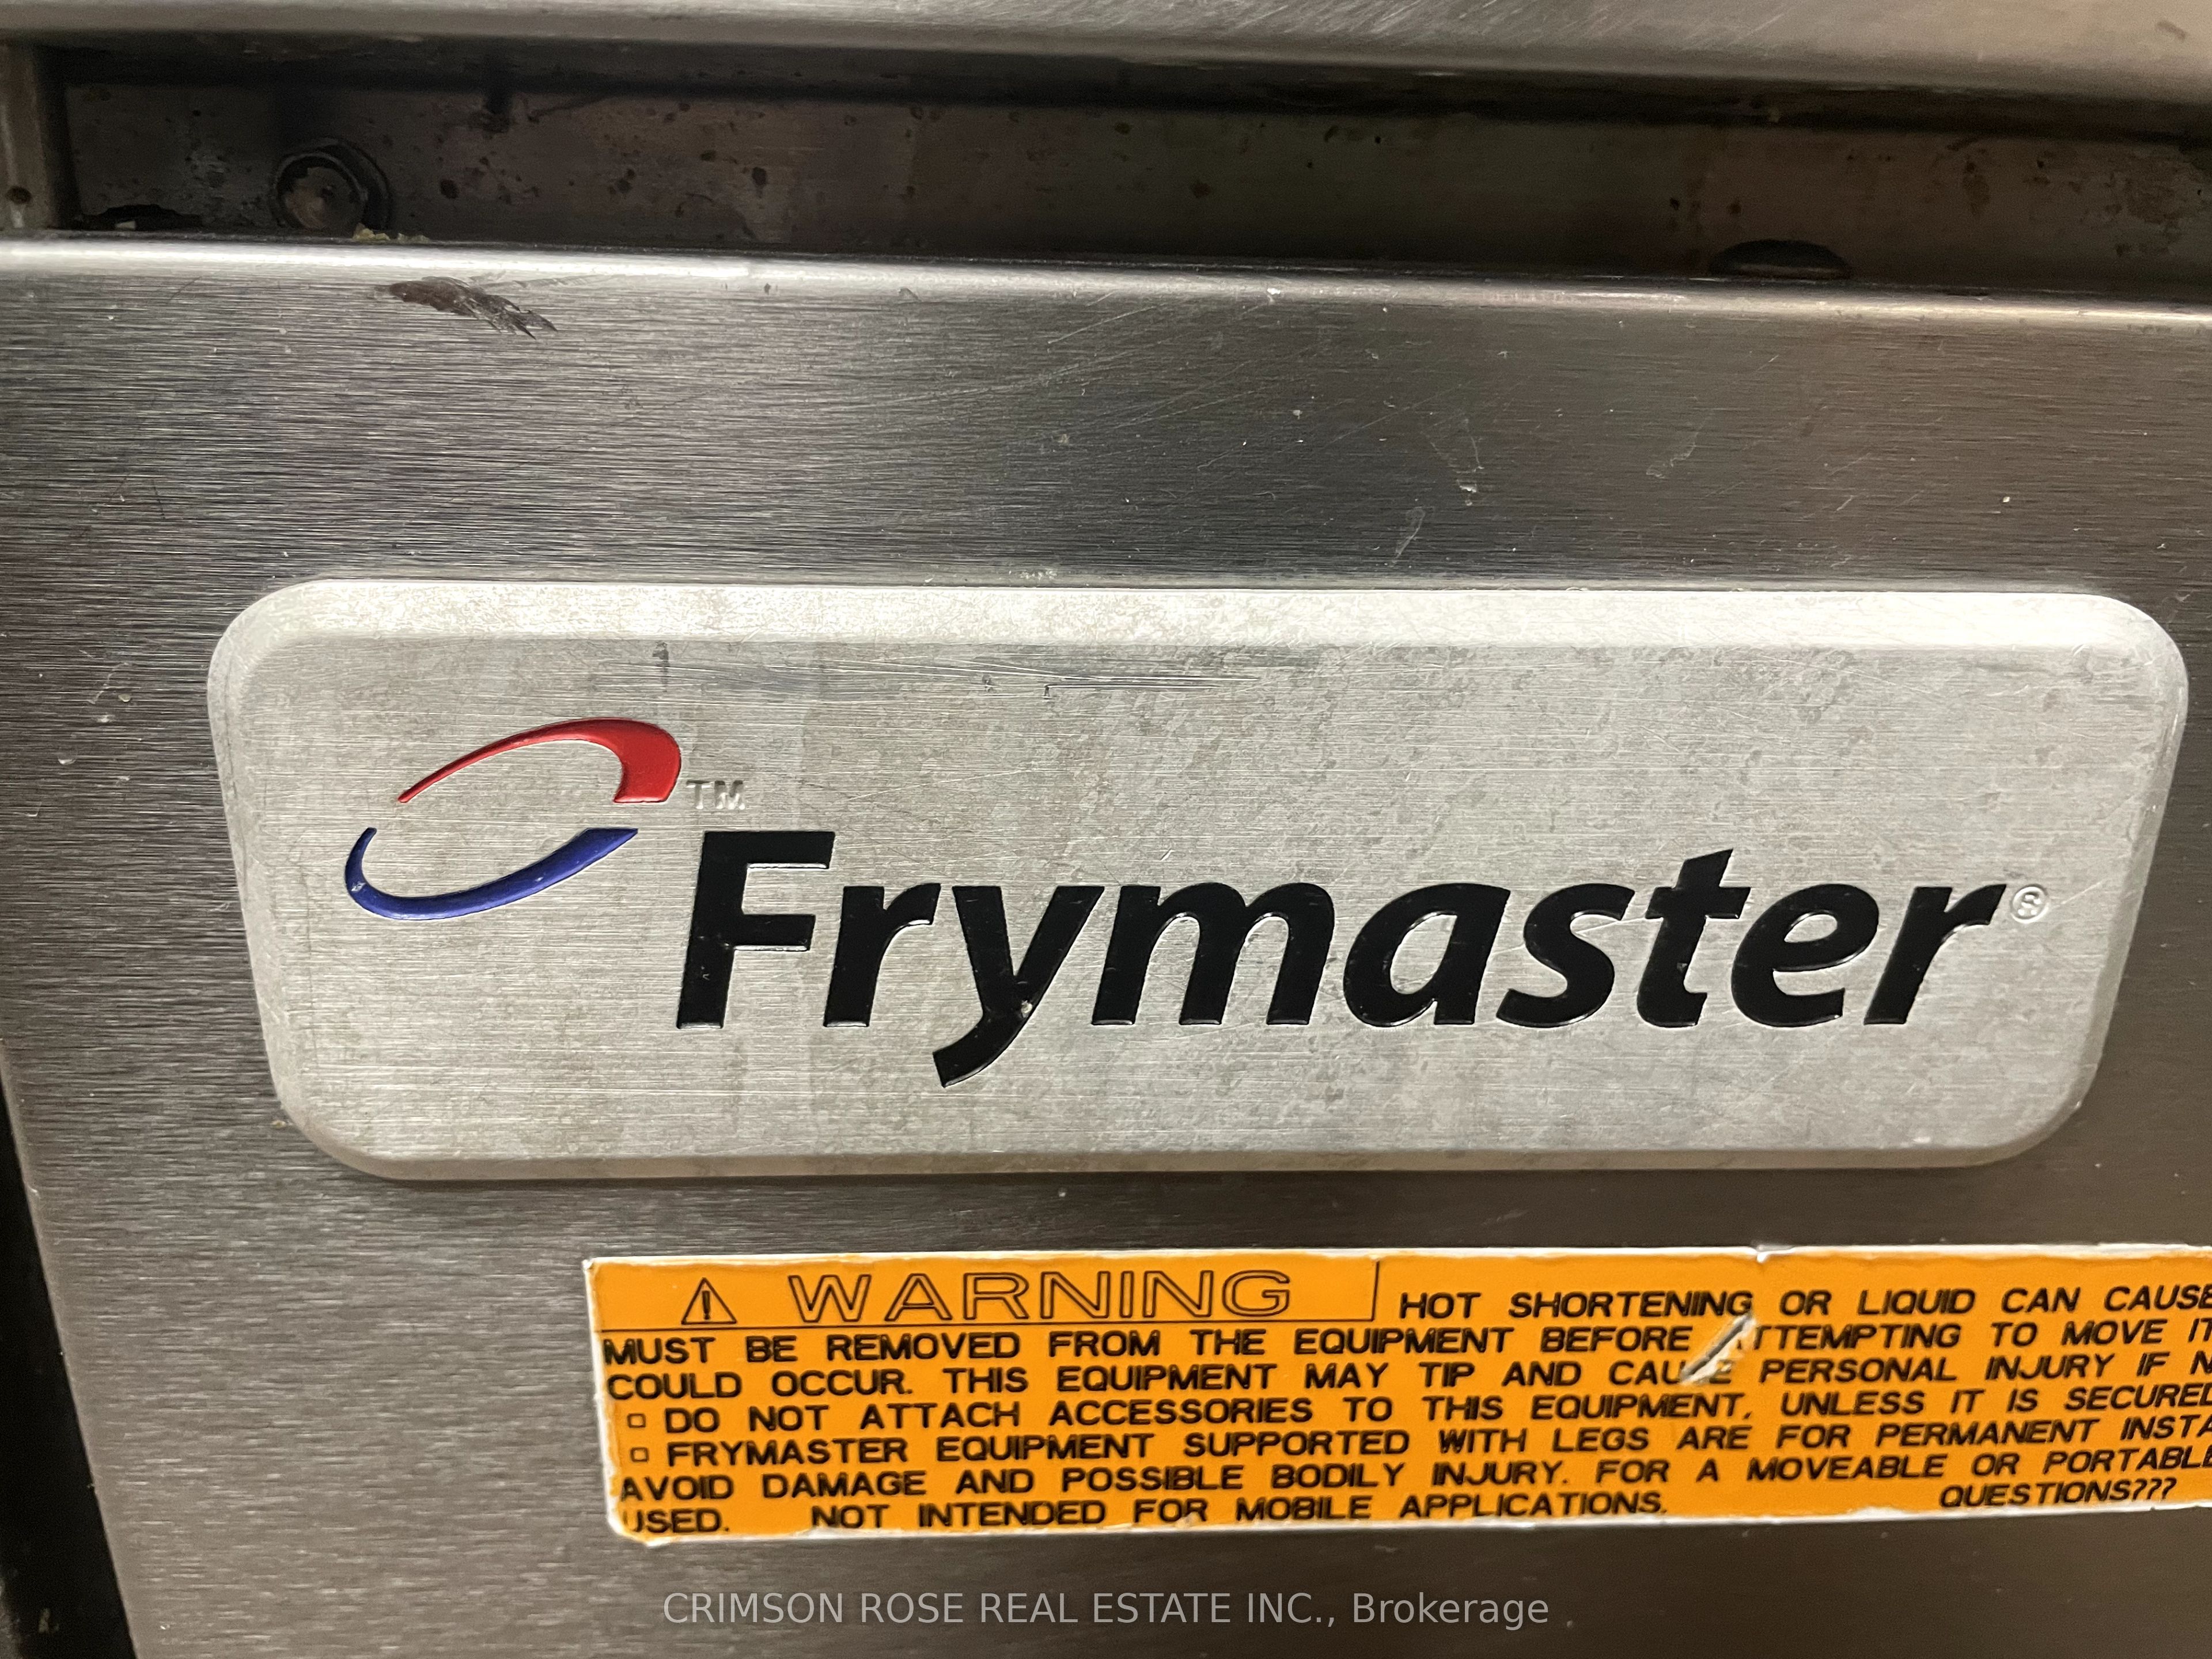 ™
Frymaster®
⚠ WARNING HOT SHORTENING OR LIQUID CAN CAUSE
MUST BE REMOVED FROM THE EQUIPMENT BEFORE TTEMPTING TO MOVE IT
COULD OCCUR. THIS EQUIPMENT MAY TIP AND CAUSE PERSONAL INJURY IF N
▫ DO NOT ATTACH ACCESSORIES TO THIS EQUIPMENT, UNLESS IT IS SECURED
▫ FRYMASTER EQUIPMENT SUPPORTED WITH LEGS ARE FOR PERMANENT INSTA
AVOID DAMAGE AND POSSIBLE BODILY INJURY. FOR A MOVEABLE OR PORTABLE
USED. NOT INTENDED FOR MOBILE APPLICATIONS. QUESTIONS???
CRIMSON ROSE REAL ESTATE INC., Brokerage